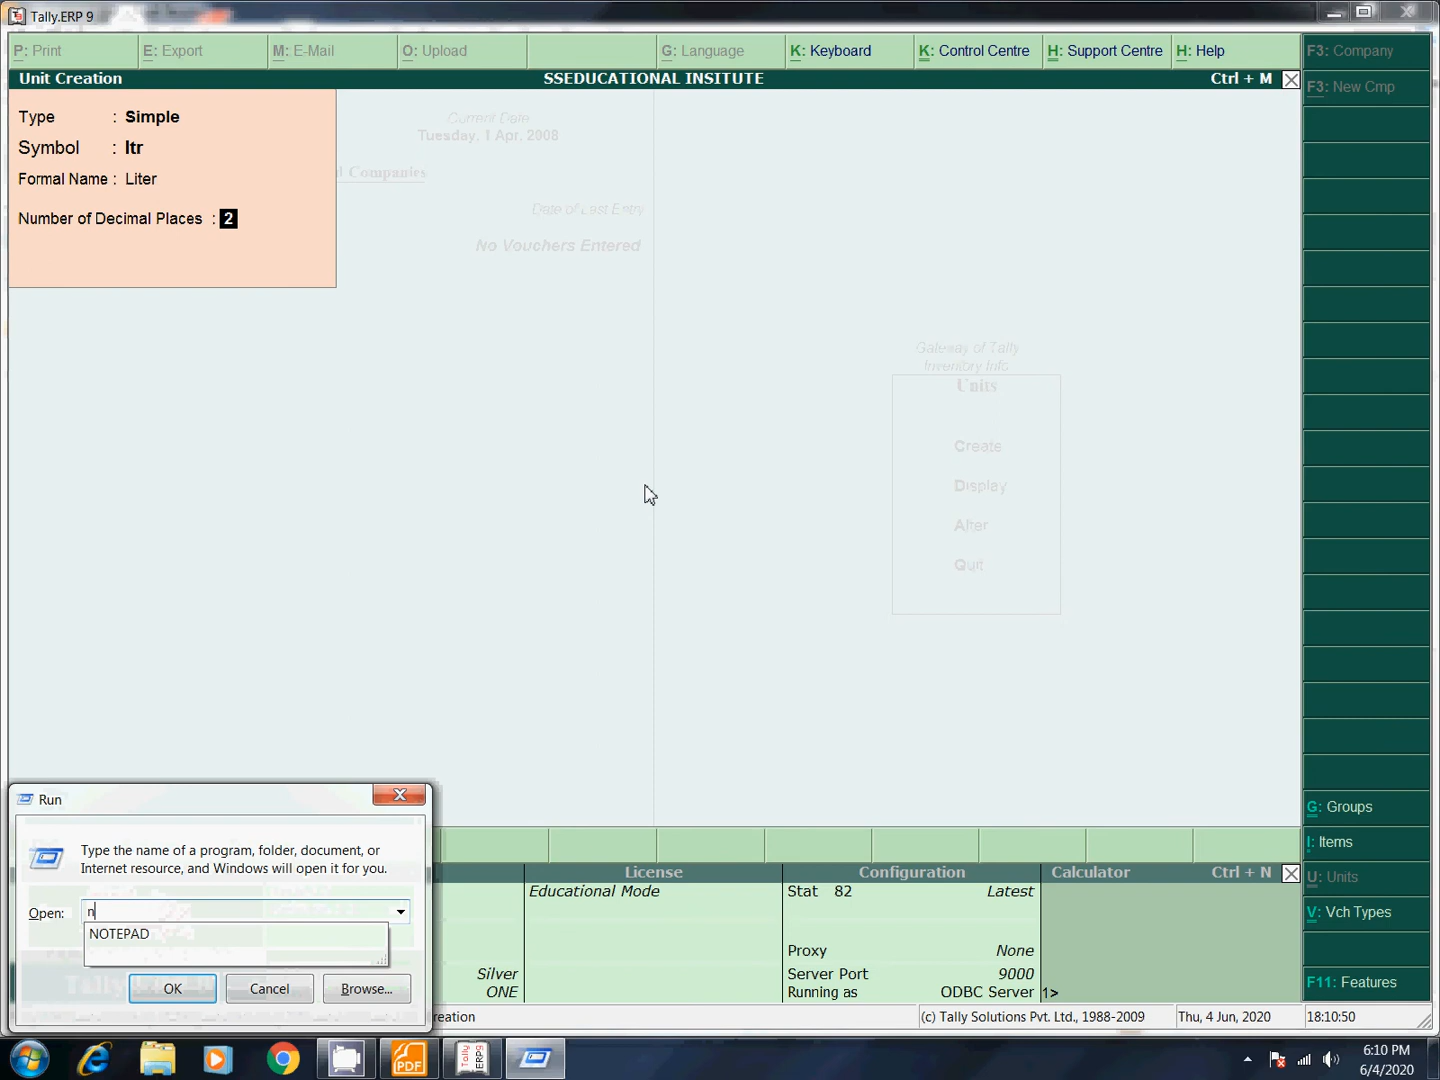 Tally.ERP 9
P: Print
E: Export
M: E-Mail
O: Upload
G: Language
K: Keyboard
K: Control Centre
H: Support Centre
H: Help
F3: Company
Unit Creation
SSEDUCATIONAL INSITUTE
Ctrl + M
F3: New Cmp
Type : Simple
Symbol : ltr
Formal Name : Liter
Number of Decimal Places : 2
Current Date
Tuesday, 1 Apr, 2008
d Companies
Date of Last Entry
No Vouchers Entered
Gateway of Tally
Inventory Info.
Units
Create
Display
Alter
Quit
G: Groups
I: Items
U: Units
V: Vch Types
F11: Features
Run
Type the name of a program, folder, document, or
Internet resource, and Windows will open it for you.
Open: n
NOTEPAD
OK
Cancel
Browse...
License
Educational Mode
Silver
ONE
Configuration
Stat 82 Latest
Proxy None
Server Port 9000
Running as ODBC Server
Calculator
Ctrl + N
1>
eation
(c) Tally Solutions Pvt. Ltd., 1988-2009
Thu, 4 Jun, 2020
18:10:50
PDF
Tally
ERP9
6:10 PM
6/4/2020